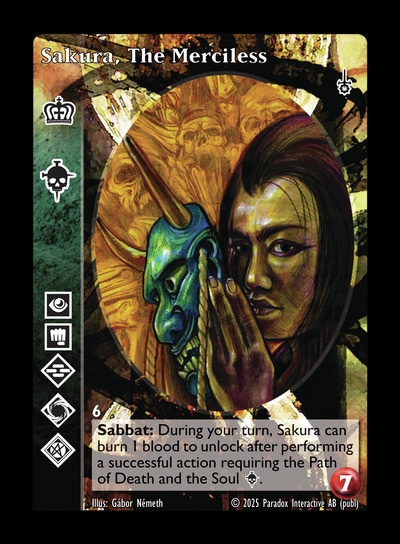 Sakura, The Merciless
6
Sabbat: During your turn, Sakura can
burn 1 blood to unlock after performing
a successful action requiring the Path
of Death and the Soul .
7
Illus: Gábor Németh
© 2025 Paradox Interactive AB (publ)